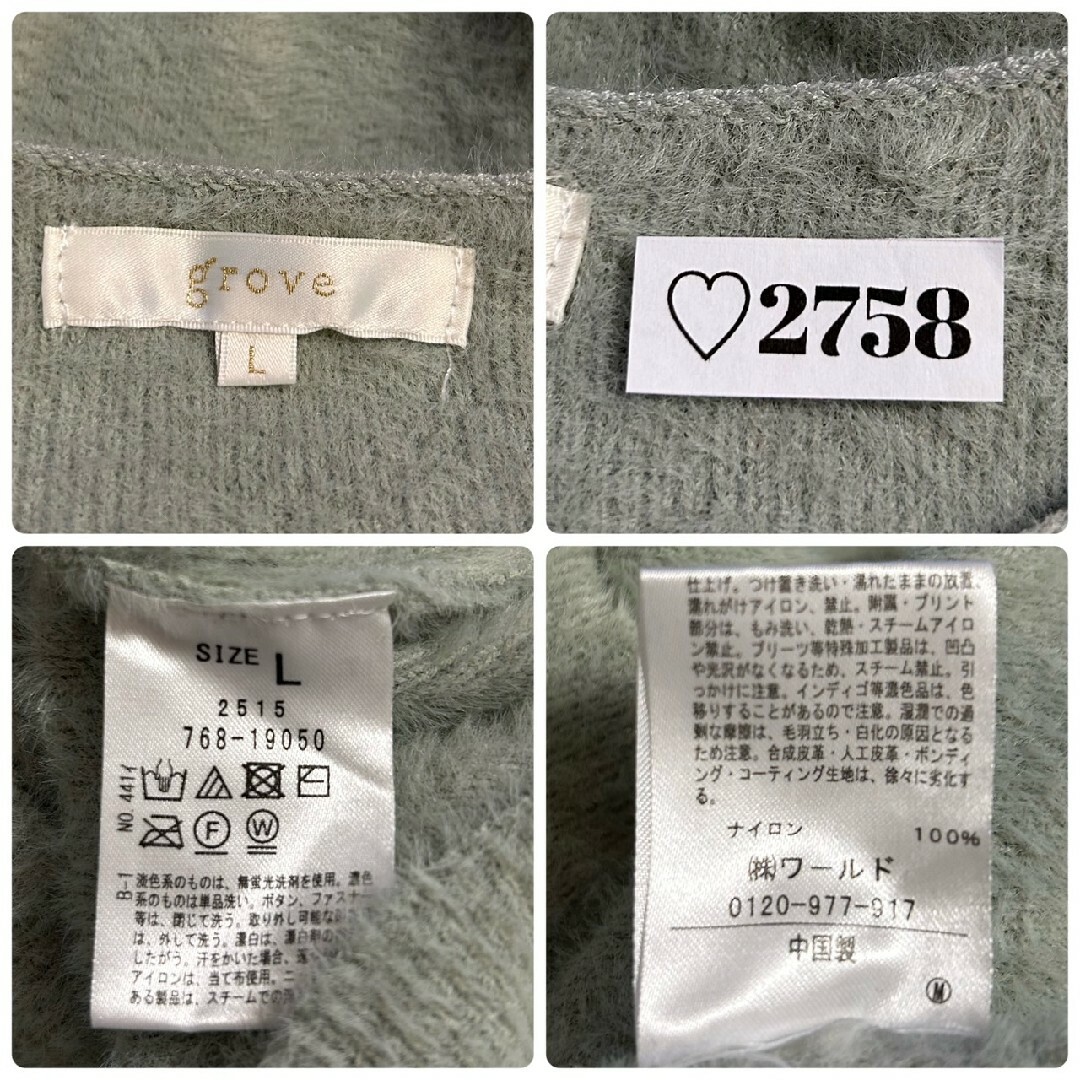 grove
L
♡2758
SIZE L
2515
768-19050
NO.441イ
F
W
B-1
淡色系のものは、無蛍光洗剤を使用。濃色
系のものは単品洗い。ボタン、ファスナ
等は、閉じて洗う。取り外し可能な
は、外して洗う。漂白は、漂白剤の
したがう。汗をかいた場合、
アイロンは、当て布使用。ニ
ある製品は、スチームでの
仕上げ。つけ置き洗い・濡れたままの放置、
濡れがけアイロン、禁止。附属・プリント
部分は、もみ洗い、乾熱・スチームアイロ
ン禁止。プリーツ等特殊加工製品は、凹凸
や光沢がなくなるため、スチーム禁止。引
っかけに注意。インディゴ等濃色品は、色
移りすることがあるので注意。湿潤での過
剰な摩擦は、毛羽立ち・白化の原因となる
ため注意。合成皮革・人工皮革・ボンディ
ング・コーティング生地は、徐々に劣化す
る。
ナイロン 100%
㈱ワールド
0120-977-917
中国製
Ⓜ